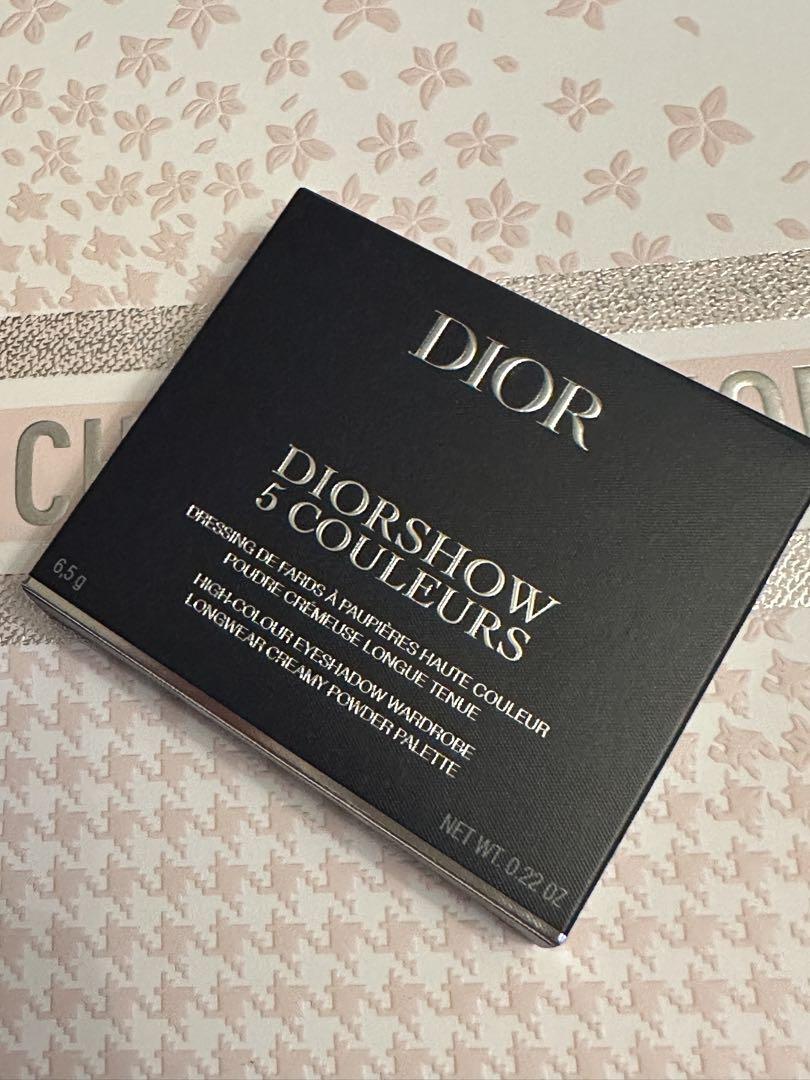 DIOR
DIORSHOW
5 COULEURS
DRESSING DE FARDS À PAUPIÈRES HAUTE COULEUR
POUDRE CRÉMEUSE LONGUE TENUE
HIGH-COLOUR EYESHADOW WARDROBE
LONGWEAR CREAMY POWDER PALETTE
6,5 g
NET WT. 0.22 OZ